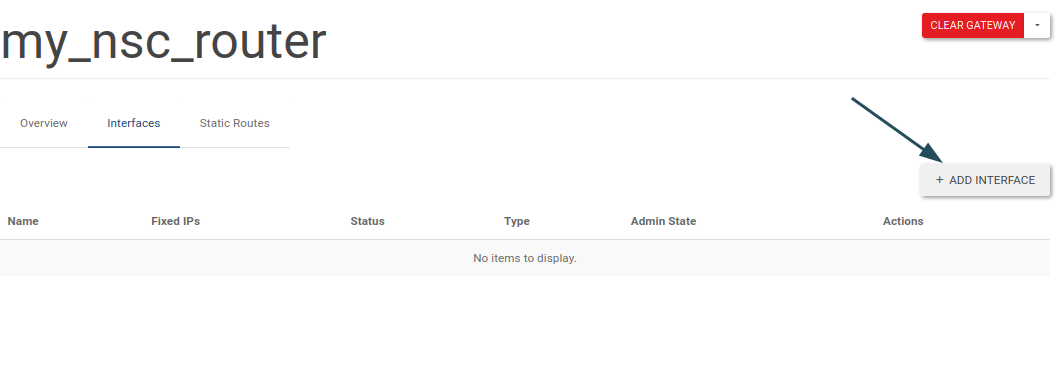 my_nsc_router
CLEAR GATEWAY
Overview Interfaces Static Routes
+ ADD INTERFACE
Name Fixed IPs Status Type Admin State Actions
No items to display.